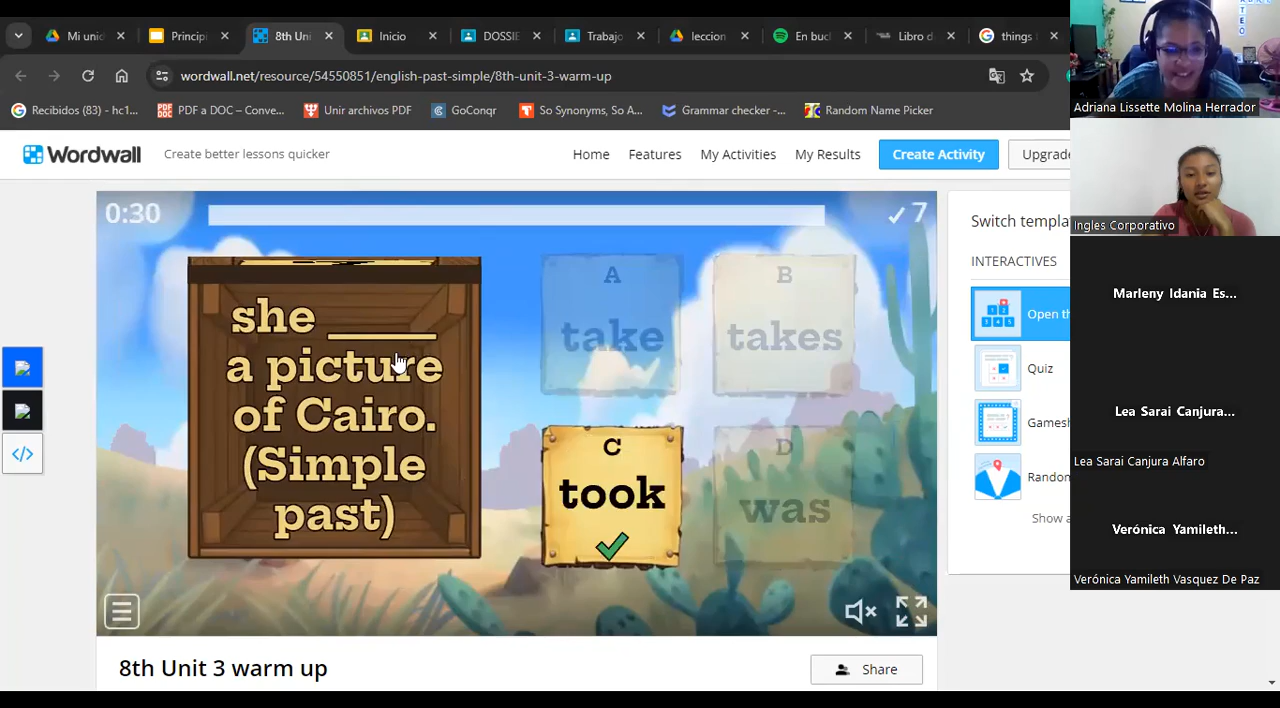 Mi unid
Principi
8th Uni
Inicio
DOSSIE
Trabajo
leccion
En bucl
Libro d
things
wordwall.net/resource/54550851/english-past-simple/8th-unit-3-warm-up
Recibidos (83) - hc1...
PDF a DOC – Conve...
Unir archivos PDF
GoConqr
So Synonyms, So A...
Grammar checker -...
Random Name Picker
Wordwall
Create better lessons quicker
Home
Features
My Activities
My Results
Create Activity
Upgrade
0:30
7
she ____
a picture
of Cairo.
(Simple
past)
A
take
B
takes
C
took
D
was
8th Unit 3 warm up
Share
Switch templa
INTERACTIVES
Open th
Quiz
Gamesh
Random
Show a
Adriana Lissette Molina Herrador
Ingles Corporativo
Marleny Idania Es...
Lea Sarai Canjura...
Lea Sarai Canjura Alfaro
Verónica Yamileth...
Verónica Yamileth Vasquez De Paz